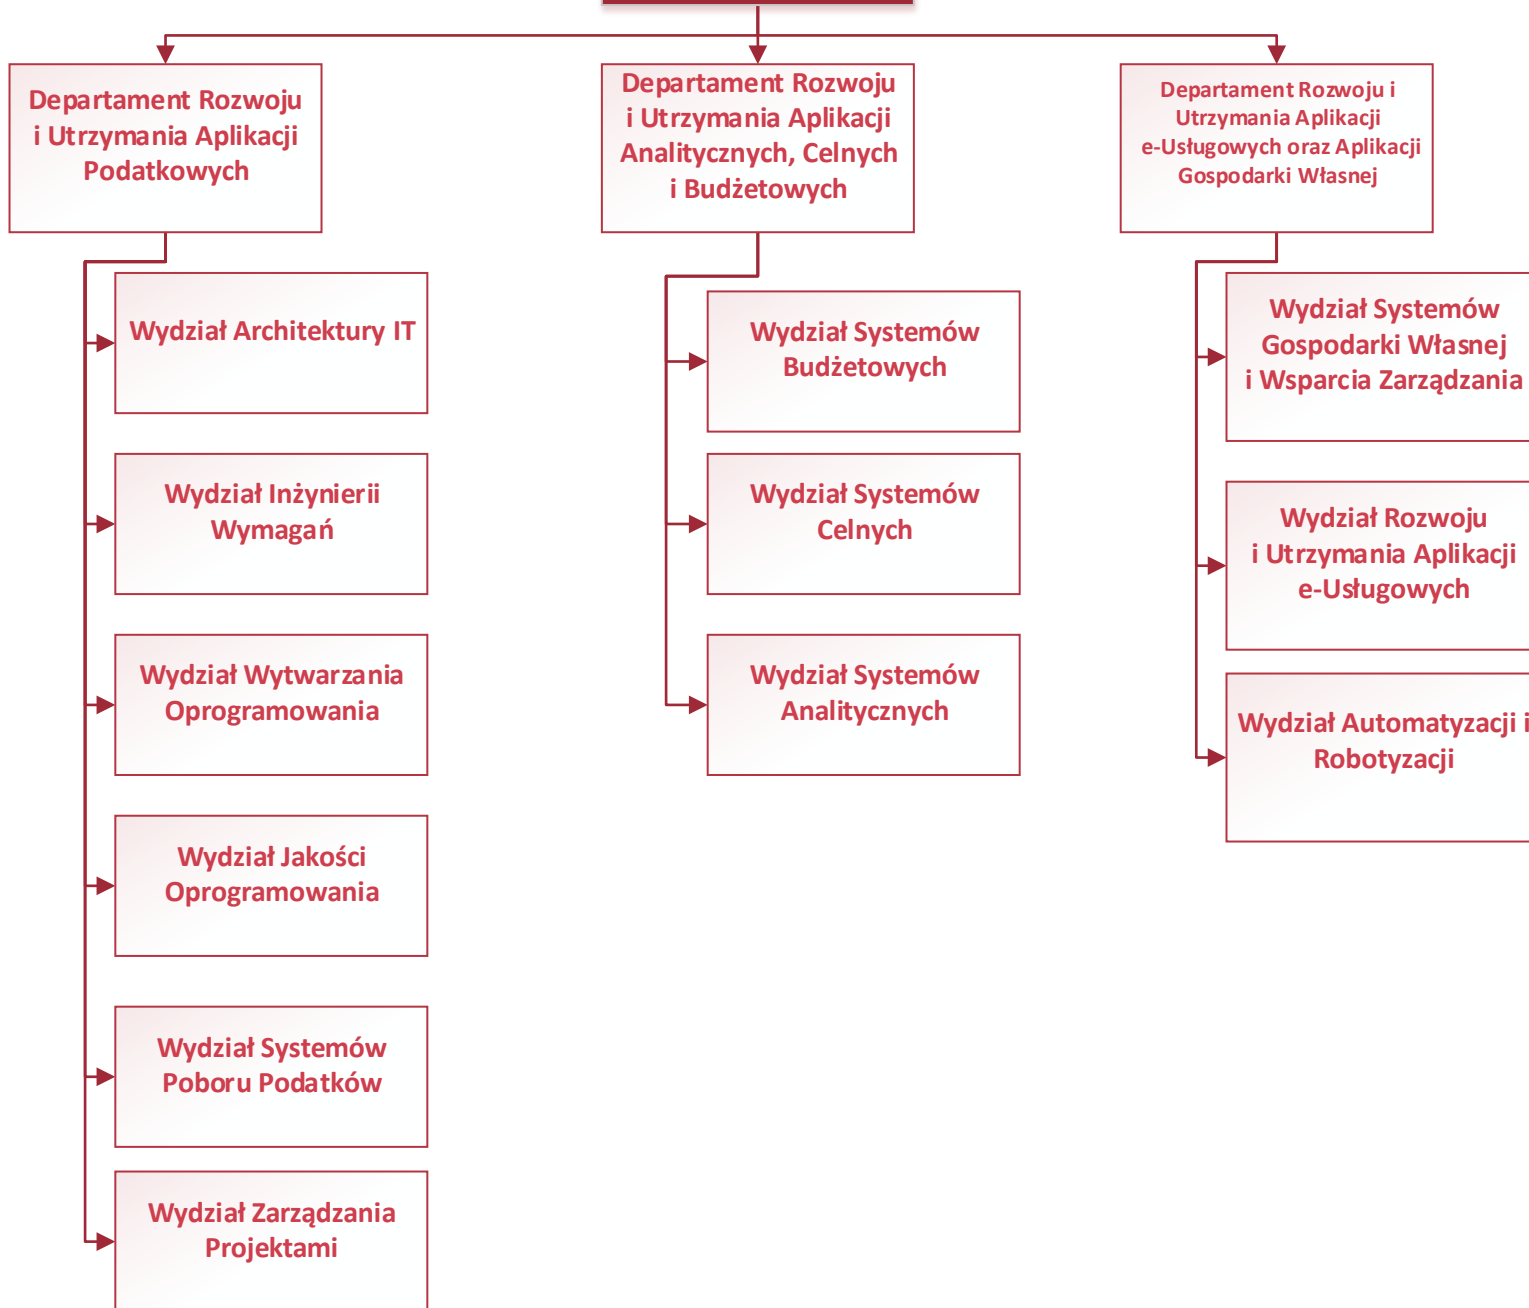 Departament Rozwoju
i Utrzymania Aplikacji
Podatkowych
Wydział Architektury IT
Wydział Inżynierii
Wymagań
Wydział Wytwarzania
Oprogramowania
Wydział Jakości
Oprogramowania
Wydział Systemów
Poboru Podatków
Wydział Zarządzania
Projektami
Departament Rozwoju
i Utrzymania Aplikacji
Analitycznych, Celnych
i Budżetowych
Wydział Systemów
Budżetowych
Wydział Systemów
Celnych
Wydział Systemów
Analitycznych
Departament Rozwoju i
Utrzymania Aplikacji
e-Usługowych oraz Aplikacji
Gospodarki Własnej
Wydział Systemów
Gospodarki Własnej
i Wsparcia Zarządzania
Wydział Rozwoju
i Utrzymania Aplikacji
e-Usługowych
Wydział Automatyzacji i
Robotyzacji